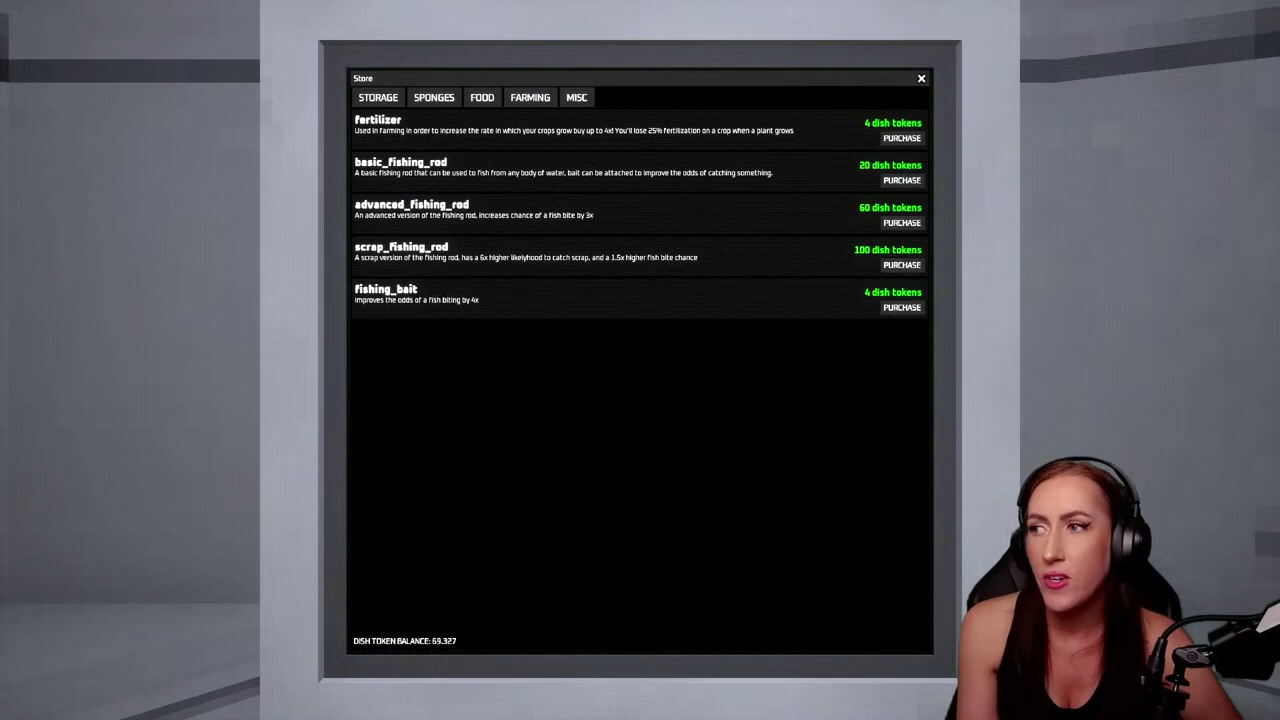 Store
STORAGE SPONGES FOOD FARMING MISC
fertilizer
Used in farming in order to increase the rate in which your crops grow buy up to 4x! You'll lose 25% fertilization on a crop when a plant grows
4 dish tokens
PURCHASE
basic_fishing_rod
A basic fishing rod that can be used to fish from any body of water, bait can be attached to improve the odds of catching something.
20 dish tokens
PURCHASE
advanced_fishing_rod
An advanced version of the fishing rod, increases chance of a fish bite by 3x
60 dish tokens
PURCHASE
scrap_fishing_rod
A scrap version of the fishing rod, has a 6x higher likelyhood to catch scrap, and a 1.5x higher fish bite chance
100 dish tokens
PURCHASE
fishing_bait
Improves the odds of a fish biting by 4x
4 dish tokens
PURCHASE
DISH TOKEN BALANCE: 69.327